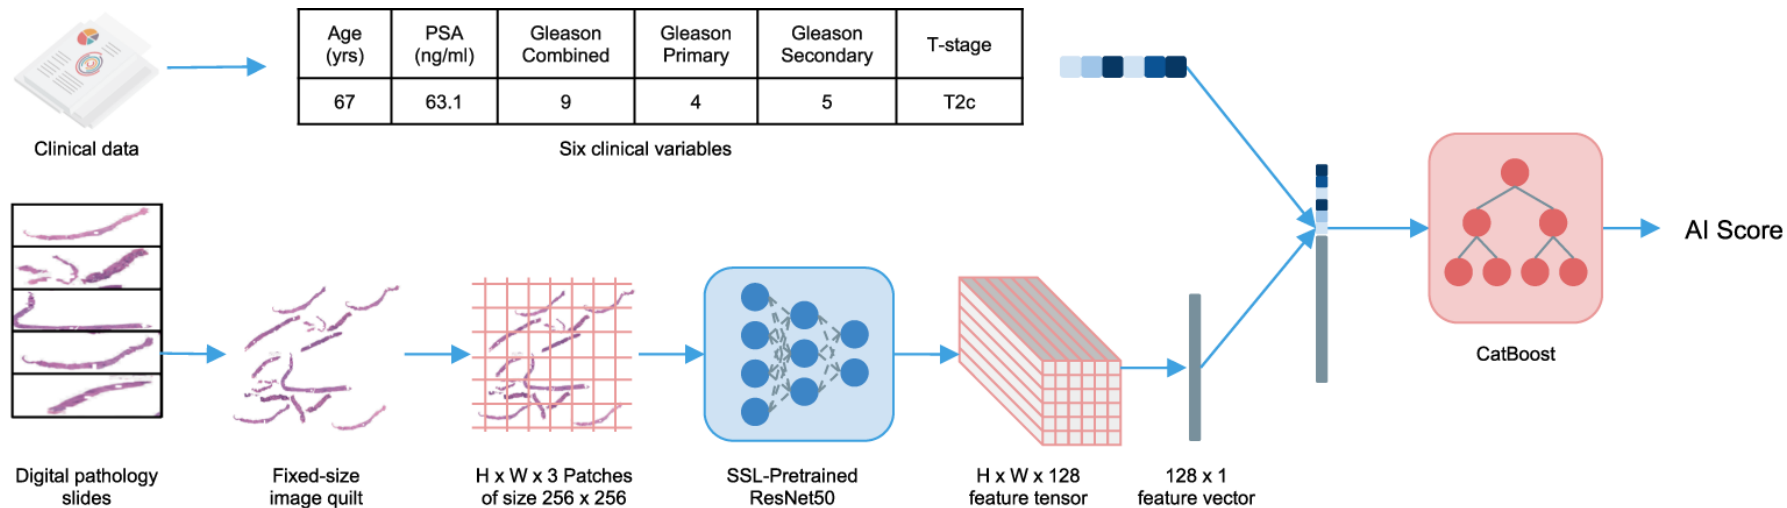 Age
(yrs)
PSA
(ng/ml)
Gleason
Combined
Gleason
Primary
Gleason
Secondary
T-stage
67
63.1
9
4
5
T2c
Clinical data
Six clinical variables
AI Score
CatBoost
Digital pathology
slides
Fixed-size
image quilt
H x W x 3 Patches
of size 256 x 256
SSL-Pretrained
ResNet50
H x W x 128
feature tensor
128 x 1
feature vector